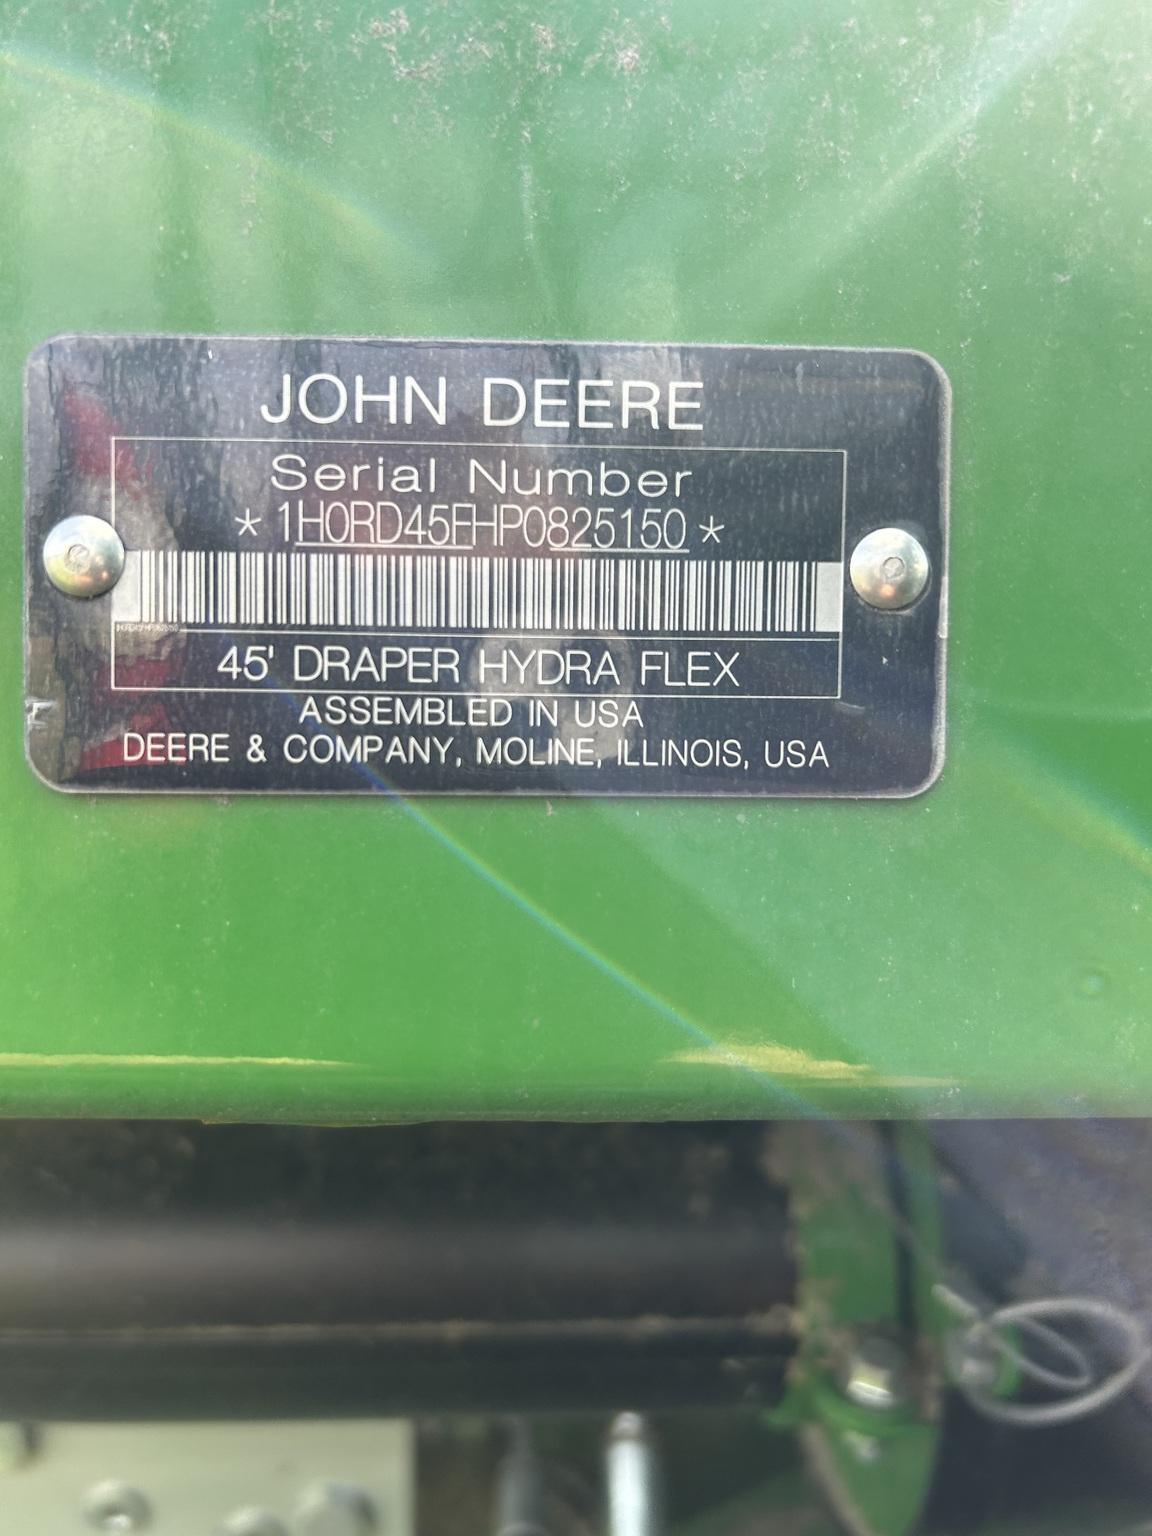 JOHN DEERE
Serial Number
*1H0RD45FHP0825150*
45' DRAPER HYDRA FLEX
ASSEMBLED IN USA
DEERE & COMPANY, MOLINE, ILLINOIS, USA